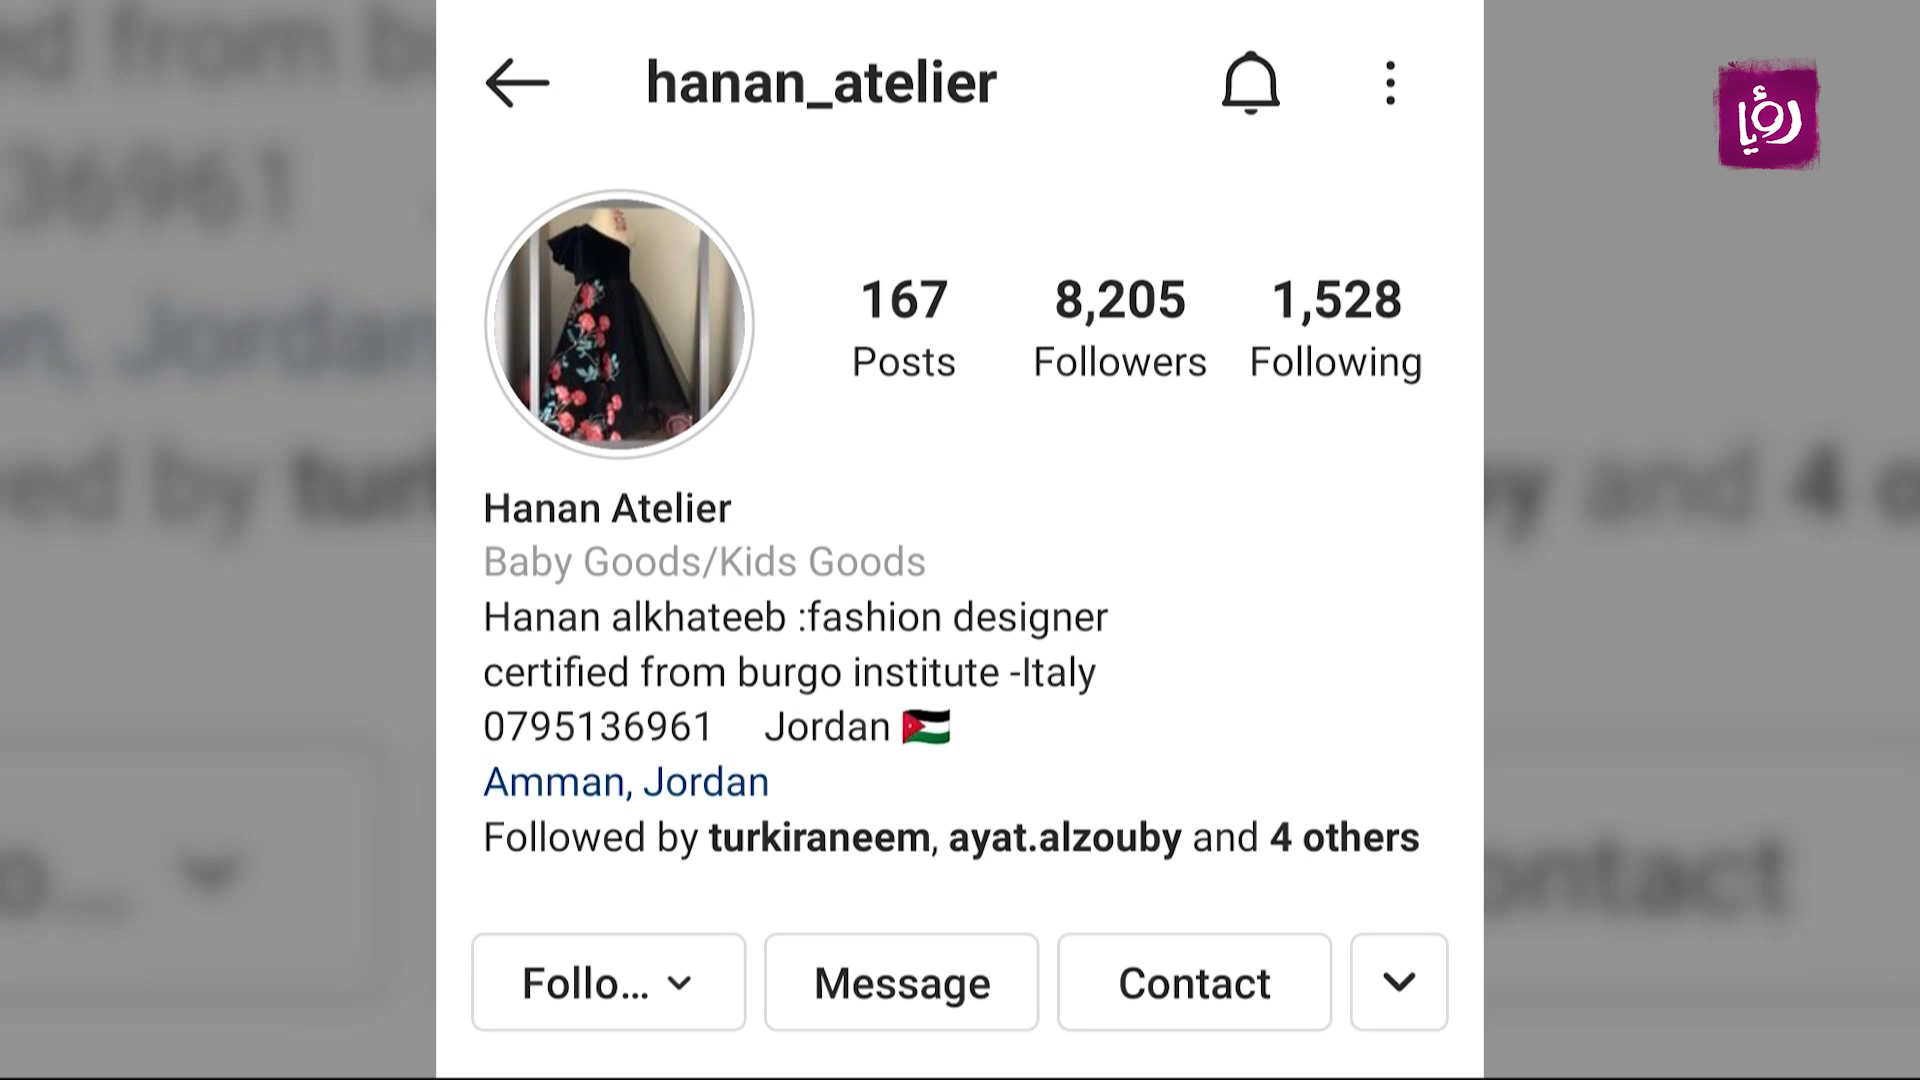 hanan_atelier
رؤيا
167
Posts
8,205
Followers
1,528
Following
Hanan Atelier
Baby Goods/Kids Goods
Hanan alkhateeb :fashion designer
certified from burgo institute -Italy
0795136961 Jordan 🇯🇴
Amman, Jordan
Followed by turkiraneem, ayat.alzouby and 4 others
Follo...
Message
Contact